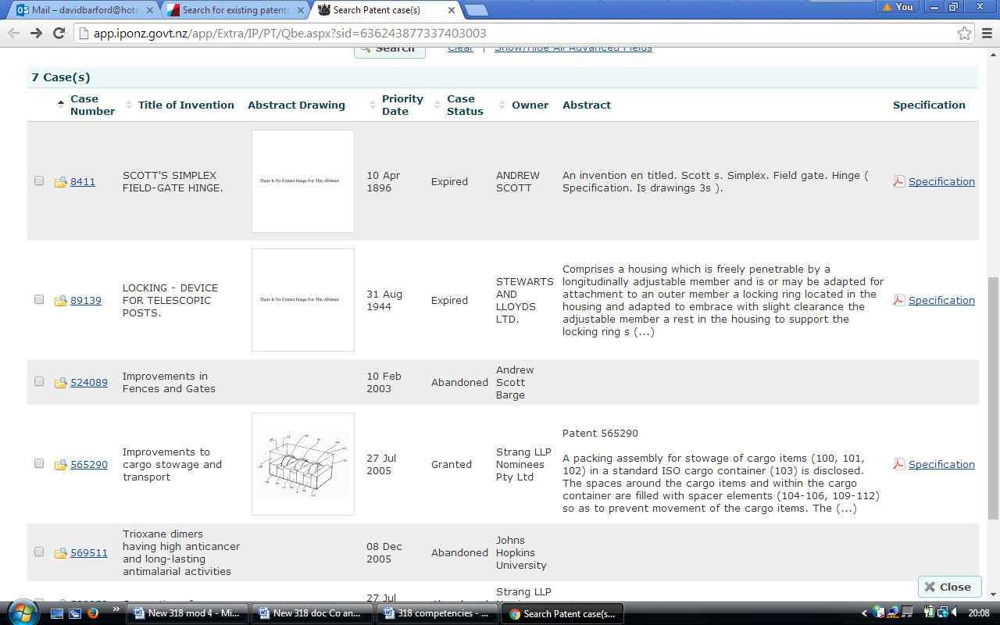 Mail – davidbarford@hotm
Search for existing patents
Search Patent case(s)
You
app.iponz.govt.nz/app/Extra/IP/PT/Qbe.aspx?sid=636243877337403003
Search Clear | Show/Hide All Advanced Fields
7 Case(s)
Case Number Title of Invention Abstract Drawing Priority Date Case Status Owner Abstract Specification
8411
SCOTT'S SIMPLEX
FIELD-GATE HINGE.
There Is No Extract Image For This Abstract
10 Apr
1896
Expired
ANDREW
SCOTT
An invention en titled. Scott s. Simplex. Field gate. Hinge (
Specification. Is drawings 3s ).
Specification
89139
LOCKING - DEVICE
FOR TELESCOPIC
POSTS.
There Is No Extract Image For This Abstract
31 Aug
1944
Expired
STEWARTS
AND
LLOYDS
LTD.
Comprises a housing which is freely penetrable by a
longitudinally adjustable member and is or may be adapted for
attachment to an outer member a locking ring located in the
housing and adapted to embrace with slight clearance the
adjustable member a rest in the housing to support the
locking ring s (...)
Specification
524089
Improvements in
Fences and Gates
10 Feb
2003
Abandoned
Andrew
Scott
Barge
565290
Improvements to
cargo stowage and
transport
27 Jul
2005
Granted
Strang LLP
Nominees
Pty Ltd
Patent 565290
A packing assembly for stowage of cargo items (100, 101,
102) in a standard ISO cargo container (103) is disclosed.
The spaces around the cargo items and within the cargo
container are filled with spacer elements (104-106, 109-112)
so as to prevent movement of the cargo items. The (...)
Specification
569511
Trioxane dimers
having high anticancer
and long-lasting
antimalarial activities
08 Dec
2005
Abandoned
Johns
Hopkins
University
27 Jul
Strang LLP
Close
New 318 mod 4 - Mi...
New 318 doc Co an...
318 competencies - ...
Search Patent case(s...
20:08